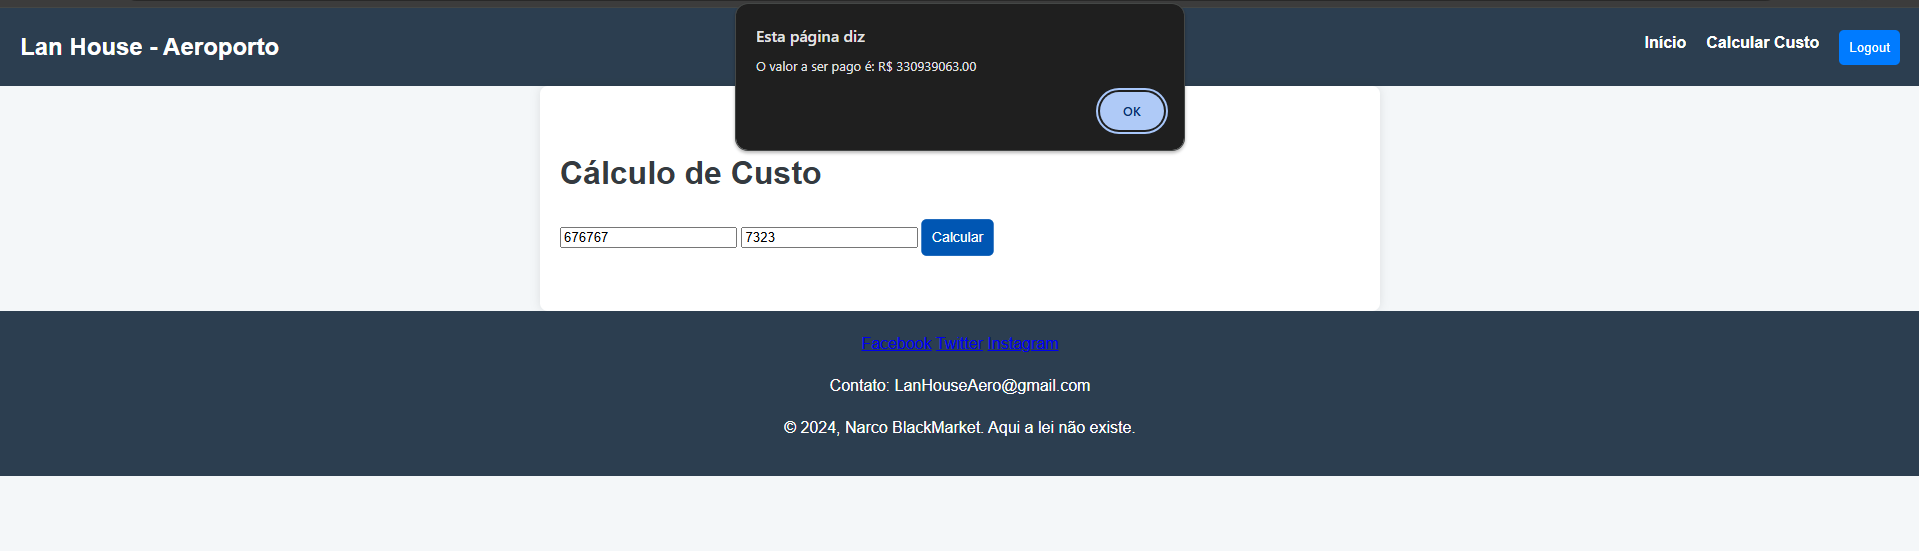 Lan House - Aeroporto
Início Calcular Custo Logout
Esta página diz
O valor a ser pago é: R$ 330939063.00
OK
Cálculo de Custo
676767 7323 Calcular
Facebook Twitter Instagram
Contato: LanHouseAero@gmail.com
© 2024, Narco BlackMarket. Aqui a lei não existe.